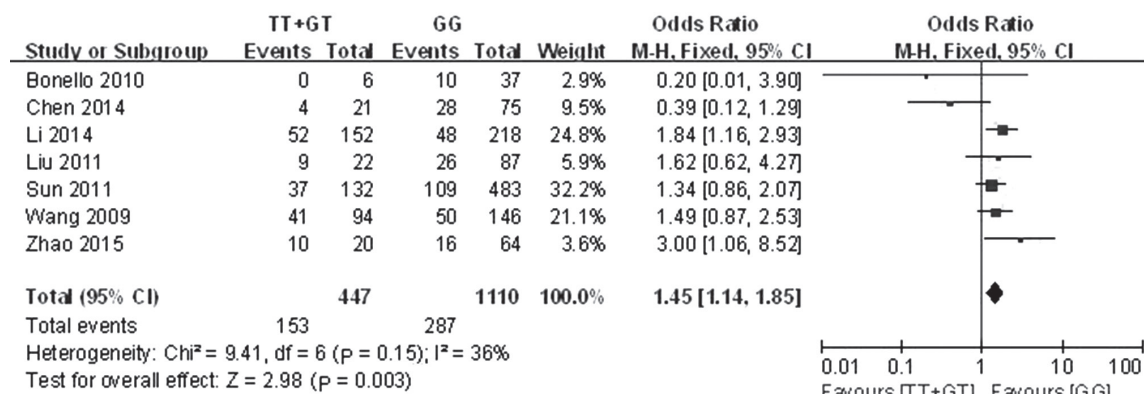 TT+GT GG Odds Ratio Odds Ratio
Study or Subgroup Events Total Events Total Weight M-H, Fixed, 95% CI M-H, Fixed, 95% CI
Bonello 2010 0 6 10 37 2.9% 0.20 [0.01, 3.90]
Chen 2014 4 21 28 75 9.5% 0.39 [0.12, 1.29]
Li 2014 52 152 48 218 24.8% 1.84 [1.16, 2.93]
Liu 2011 9 22 26 87 5.9% 1.62 [0.62, 4.27]
Sun 2011 37 132 109 483 32.2% 1.34 [0.86, 2.07]
Wang 2009 41 94 50 146 21.1% 1.49 [0.87, 2.53]
Zhao 2015 10 20 16 64 3.6% 3.00 [1.06, 8.52]
Total (95% CI) 447 1110 100.0% 1.45 [1.14, 1.85]
Total events 153 287
Heterogeneity: Chi² = 9.41, df = 6 (p = 0.15); I² = 36%
Test for overall effect: Z = 2.98 (p = 0.003)
0.01 0.1 1 10 100
Favours [TT+GT] Favours [GG]